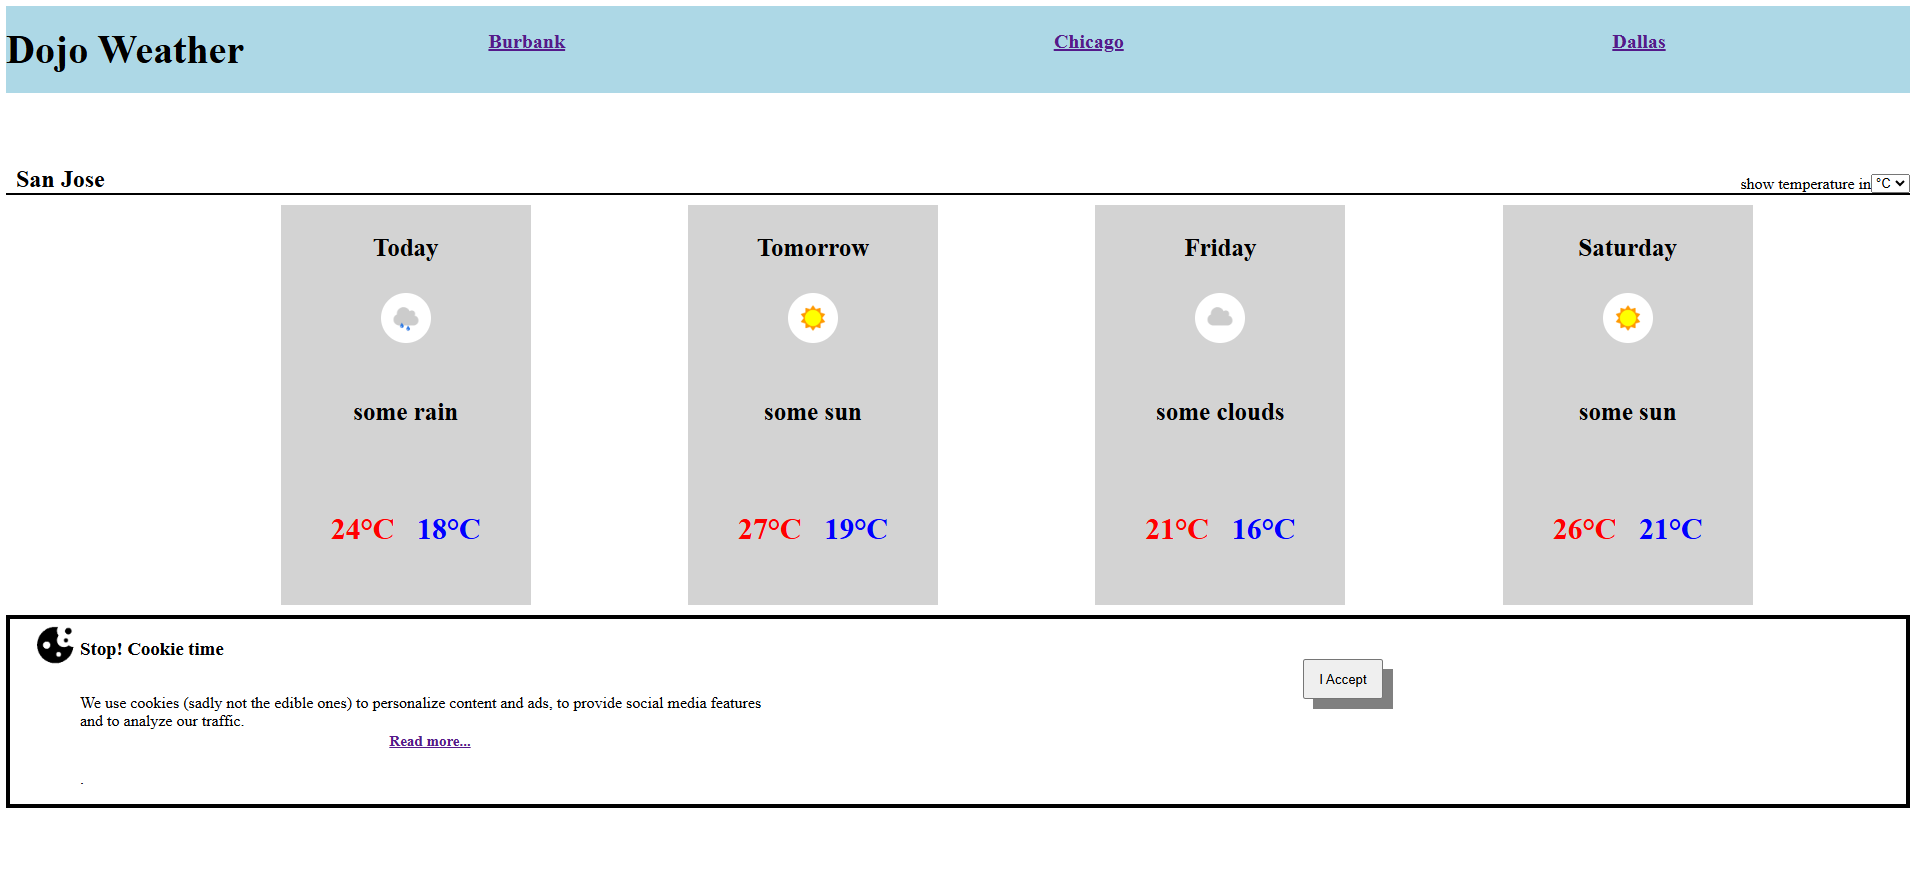 Dojo Weather Burbank Chicago Dallas
San Jose
show temperature in °C
Today Tomorrow Friday Saturday
some rain some sun some clouds some sun
24°C 18°C 27°C 19°C 21°C 16°C 26°C 21°C
Stop! Cookie time
I Accept
We use cookies (sadly not the edible ones) to personalize content and ads, to provide social media features
and to analyze our traffic.
Read more...
.